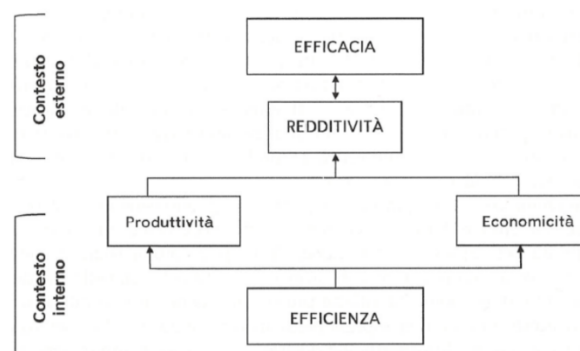 Contesto
esterno
EFFICACIA
REDDITIVITÀ
Contesto
interno
Produttività
Economicità
EFFICIENZA